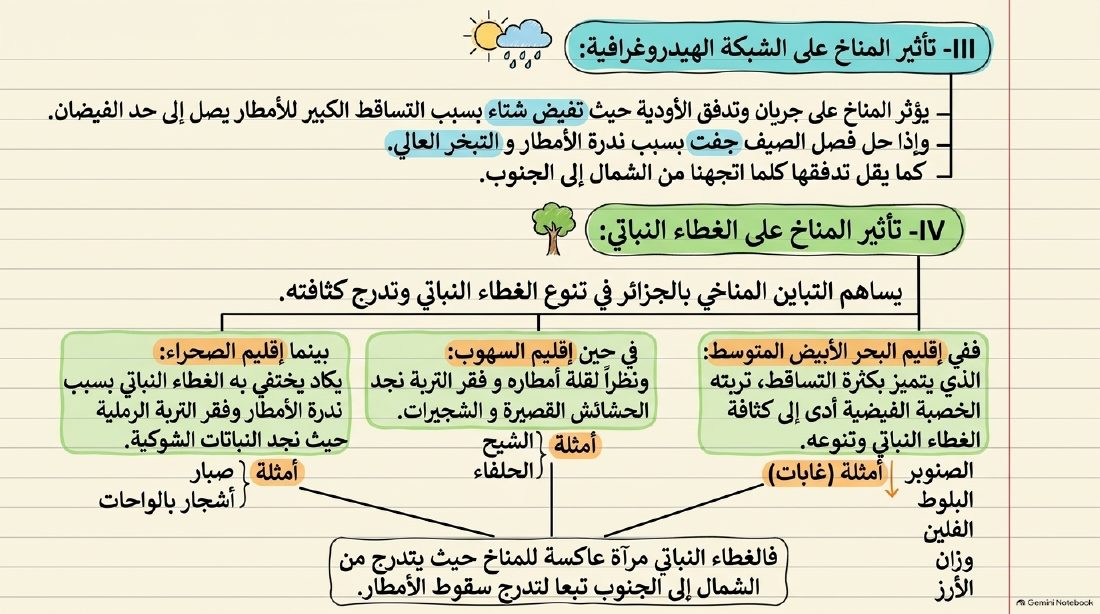 III- تأثير المناخ على الشبكة الهيدروغرافية:
يؤثر المناخ على جريان وتدفق الأودية حيث تفيض شتاء بسبب التساقط الكبير للأمطار يصل إلى حد الفيضان.
وإذا حل فصل الصيف جفت بسبب ندرة الأمطار و التبخر العالي.
كما يقل تدفقها كلما اتجهنا من الشمال إلى الجنوب.
IV- تأثير المناخ على الغطاء النباتي:
يساهم التباين المناخي بالجزائر في تنوع الغطاء النباتي وتدرج كثافته.
ففي إقليم البحر الأبيض المتوسط:
الذي يتميز بكثرة التساقط، تربته
الخصبة الفيضية أدى إلى كثافة
الغطاء النباتي وتنوعه.
أمثلة (غابات)
الصنوبر
البلوط
الفلين
وزان
الأرز
في حين إقليم السهوب:
ونظراً لقلة أمطاره و فقر التربة نجد
الحشائش القصيرة و الشجيرات.
أمثلة
الشيح
الحلفاء
بينما إقليم الصحراء:
يكاد يختفي به الغطاء النباتي بسبب
ندرة الأمطار وفقر التربة الرملية
حيث نجد النباتات الشوكية.
أمثلة
صبار
أشجار بالواحات
فالغطاء النباتي مرآة عاكسة للمناخ حيث يتدرج من
الشمال إلى الجنوب تبعا لتدرج سقوط الأمطار.
Gemini Notebook